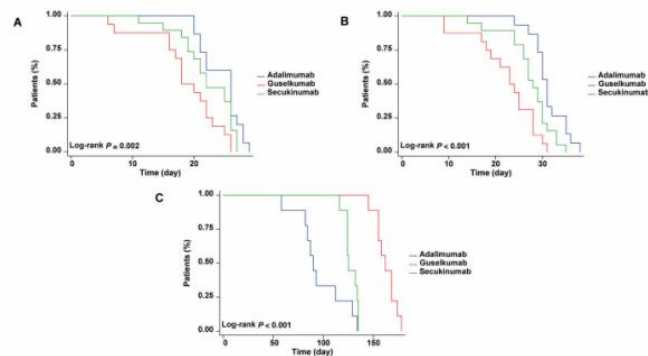 A
Patients (%)
1.00
0.75
0.50
0.25
0.00
Adalimumab
Guselkumab
Secukinumab
Log-rank P = 0.002
0
20
Time (day)
B
Patients (%)
1.00
0.75
0.50
0.25
0.00
Adalimumab
Guselkumab
Secukinumab
Log-rank P < 0.001
0
10
20
30
Time (day)
C
Patients (%)
1.00
0.75
0.50
0.25
0.00
Adalimumab
Guselkumab
Secukinumab
Log-rank P < 0.001
0
50
100
150
Time (day)